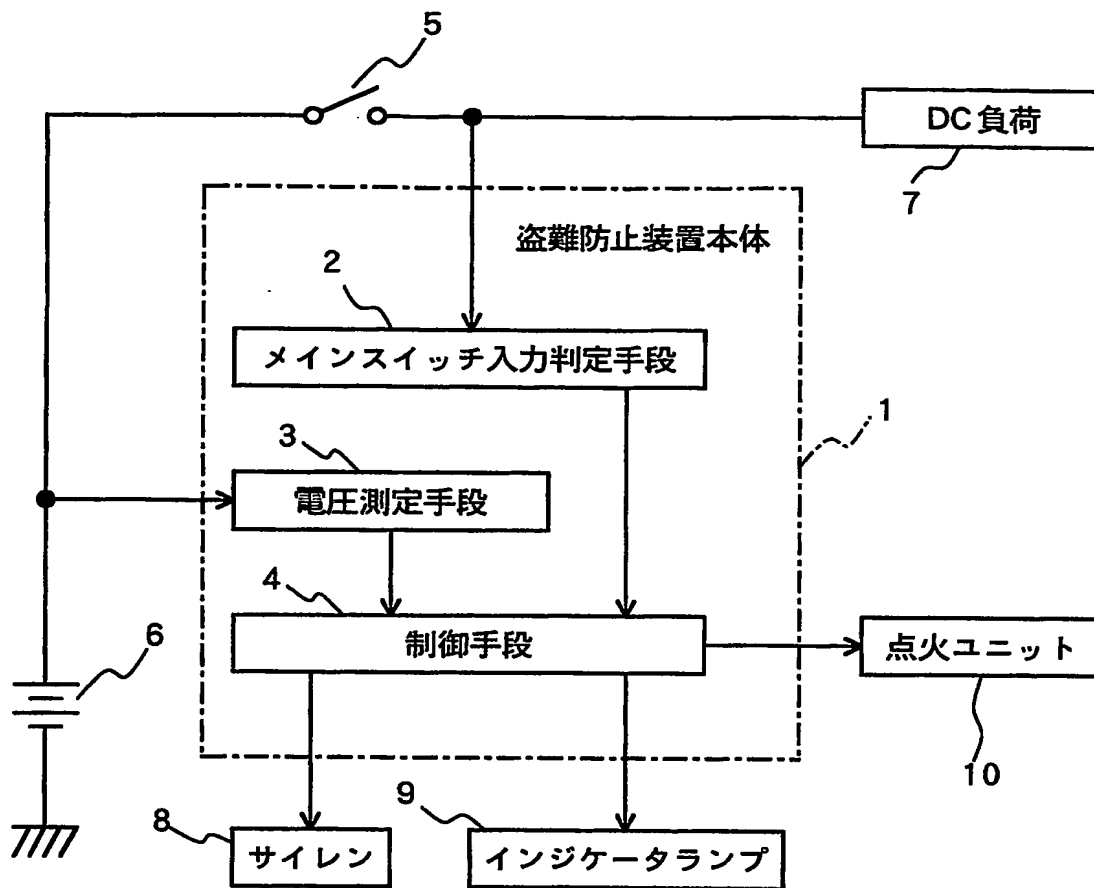 5
DC負荷
7
盗難防止装置本体
2
メインスイッチ入力判定手段
1
3
電圧測定手段
4
制御手段
6
点火ユニット
10
8
サイレン
9
インジケータランプ